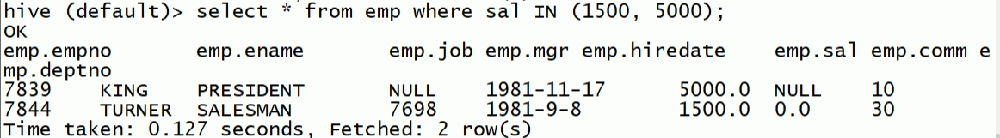 hive (default)> select * from emp where sal IN (1500, 5000);
OK
emp.empno emp.ename emp.job emp.mgr emp.hiredate emp.sal emp.comm e
mp.deptno
7839 KING PRESIDENT NULL 1981-11-17 5000.0 NULL 10
7844 TURNER SALESMAN 7698 1981-9-8 1500.0 0.0 30
Time taken: 0.127 seconds, Fetched: 2 row(s)